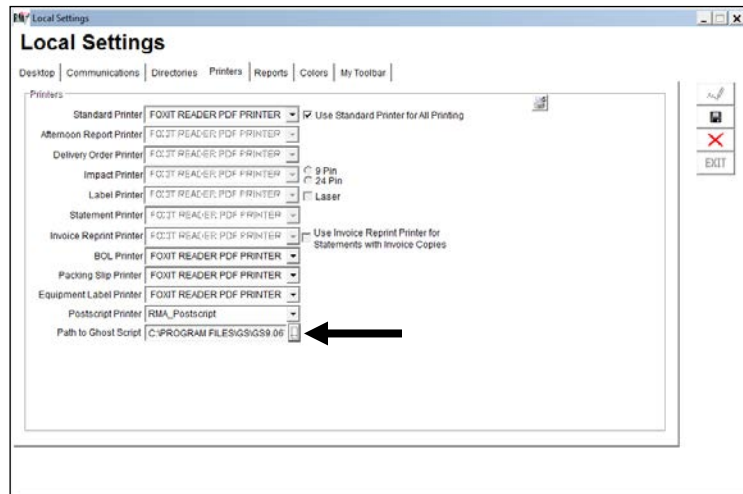 RMA Local Settings
Local Settings
Desktop Communications Directories Printers Reports Colors My Toolbar
Printers
Standard Printer FOXIT READER PDF PRINTER Use Standard Printer for All Printing
Afternoon Report Printer FOXIT READER PDF PRINTER
Delivery Order Printer FOXIT READER PDF PRINTER
Impact Printer FOXIT READER PDF PRINTER 9 Pin
24 Pin
Label Printer FOXIT READER PDF PRINTER Laser
Statement Printer FOXIT READER PDF PRINTER
Invoice Reprint Printer FOXIT READER PDF PRINTER Use Invoice Reprint Printer for
Statements with Invoice Copies
BOL Printer FOXIT READER PDF PRINTER
Packing Slip Printer FOXIT READER PDF PRINTER
Equipment Label Printer FOXIT READER PDF PRINTER
Postscript Printer RMA_Postscript
Path to Ghost Script C:\PROGRAM FILES\GS\GS9.06 ...
EXIT